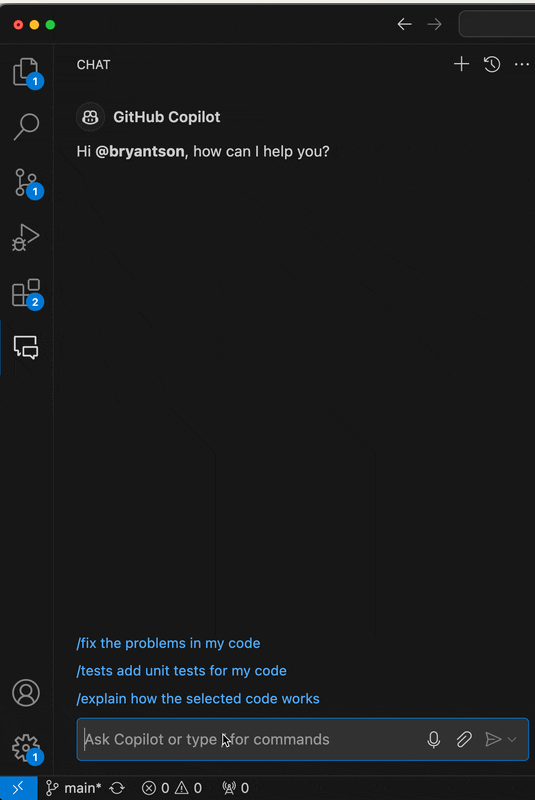 1
CHAT
GitHub Copilot
Hi @bryantson, how can I help you?
1
2
/fix the problems in my code
/tests add unit tests for my code
/explain how the selected code works
Ask Copilot or type for commands
1
main* 0 0 0